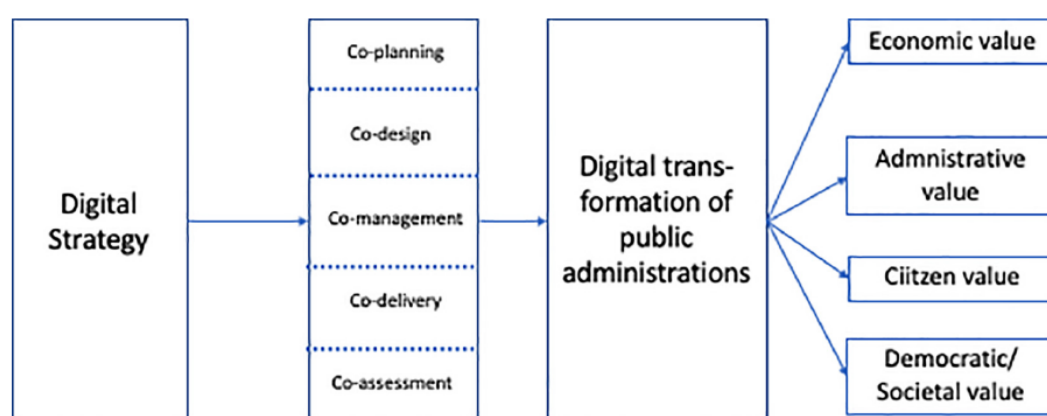 Digital
Strategy
Co-planning
Co-design
Co-management
Co-delivery
Co-assessment
Digital trans-
formation of
public
administrations
Economic value
Admnistrative
value
Ciitzen value
Democratic/
Societal value